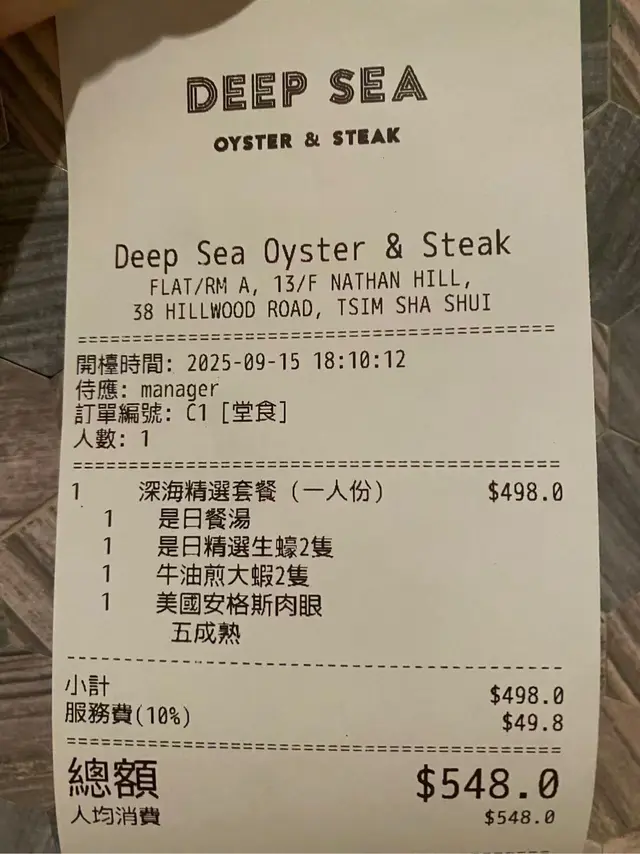 DEEP SEA
OYSTER & STEAK
Deep Sea Oyster & Steak
FLAT/RM A, 13/F NATHAN HILL,
38 HILLWOOD ROAD, TSIM SHA SHUI
開檯時間: 2025-09-15 18:10:12
侍應: manager
訂單編號: C1 [堂食]
人數: 1
1 深海精選套餐 (一人份) $498.0
1 是日餐湯
1 是日精選生蠔2隻
1 牛油煎大蝦2隻
1 美國安格斯肉眼
五成熟
小計 $498.0
服務費(10%) $49.8
總額 $548.0
人均消費 $548.0